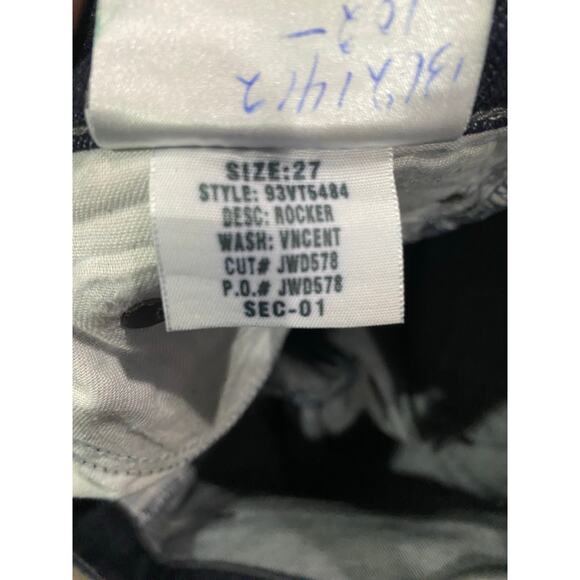 SIZE:27
STYLE: 93VT5484
DESC: ROCKER
WASH: VNCENT
CUT# JWD578
P.O.# JWD578
SEC-01